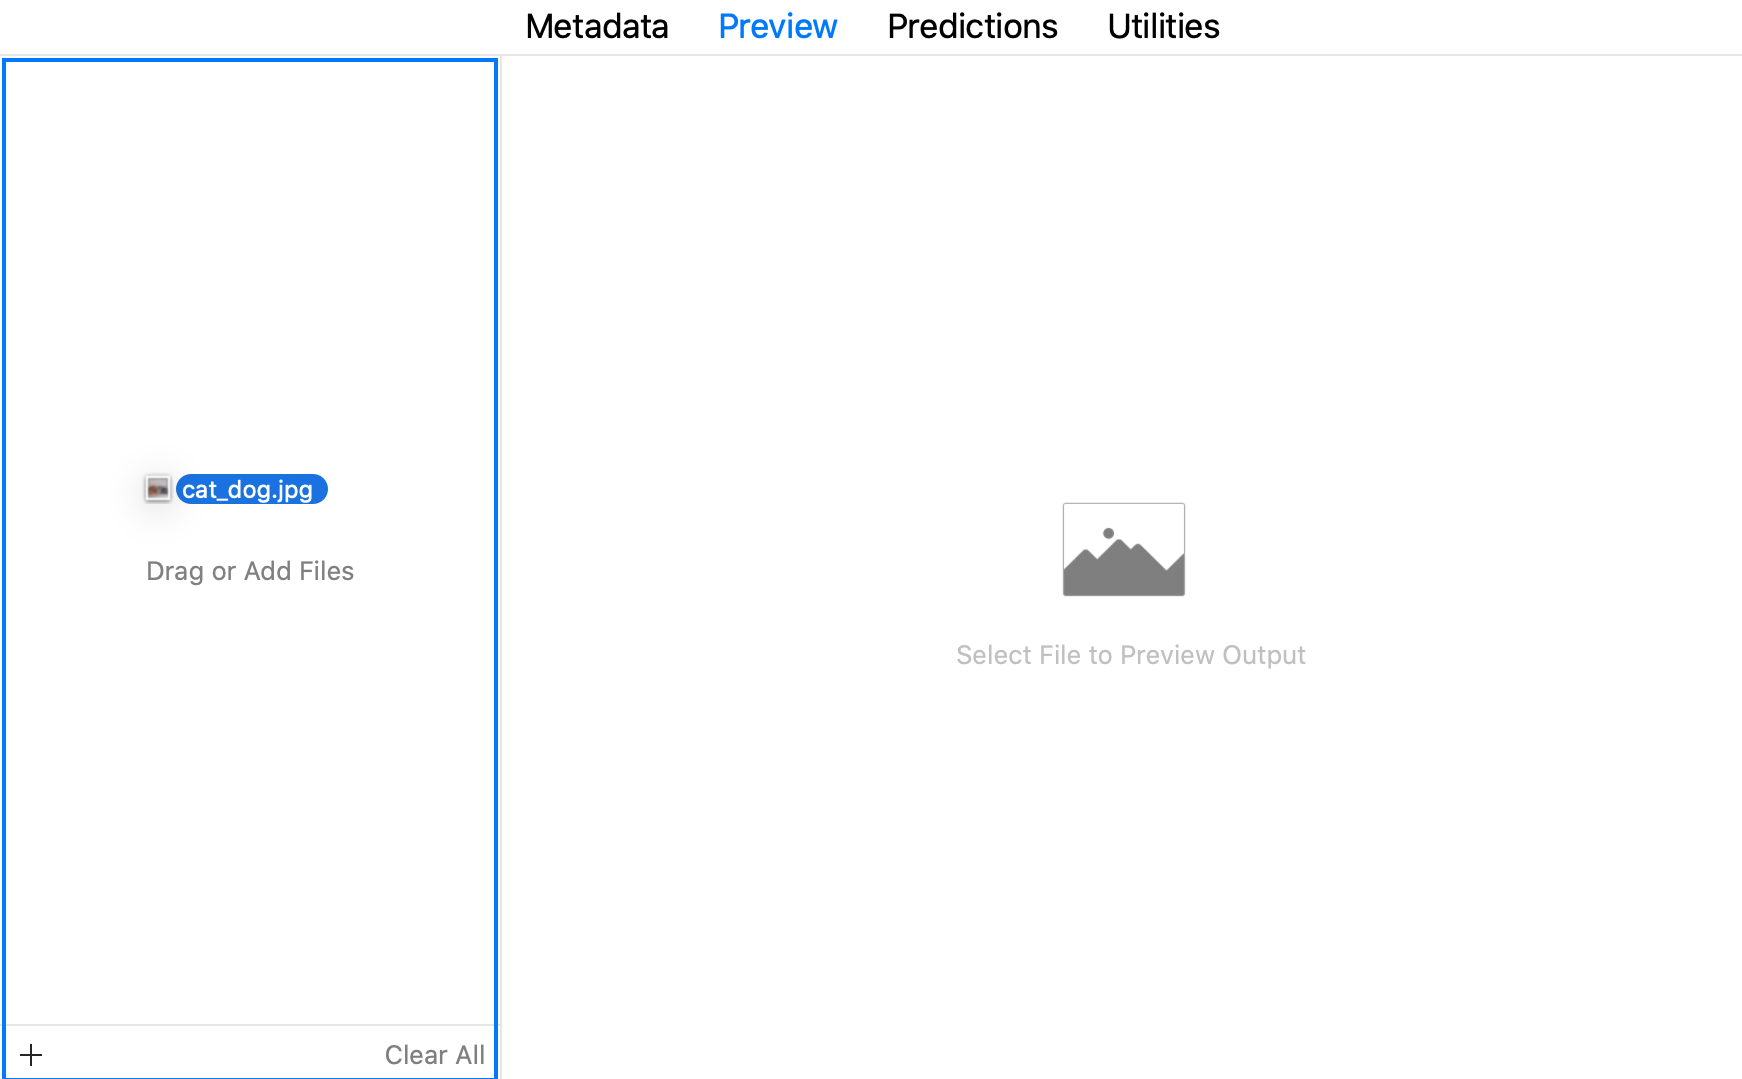 Metadata Preview Predictions Utilities
cat_dog.jpg
Drag or Add Files
Select File to Preview Output
Clear All